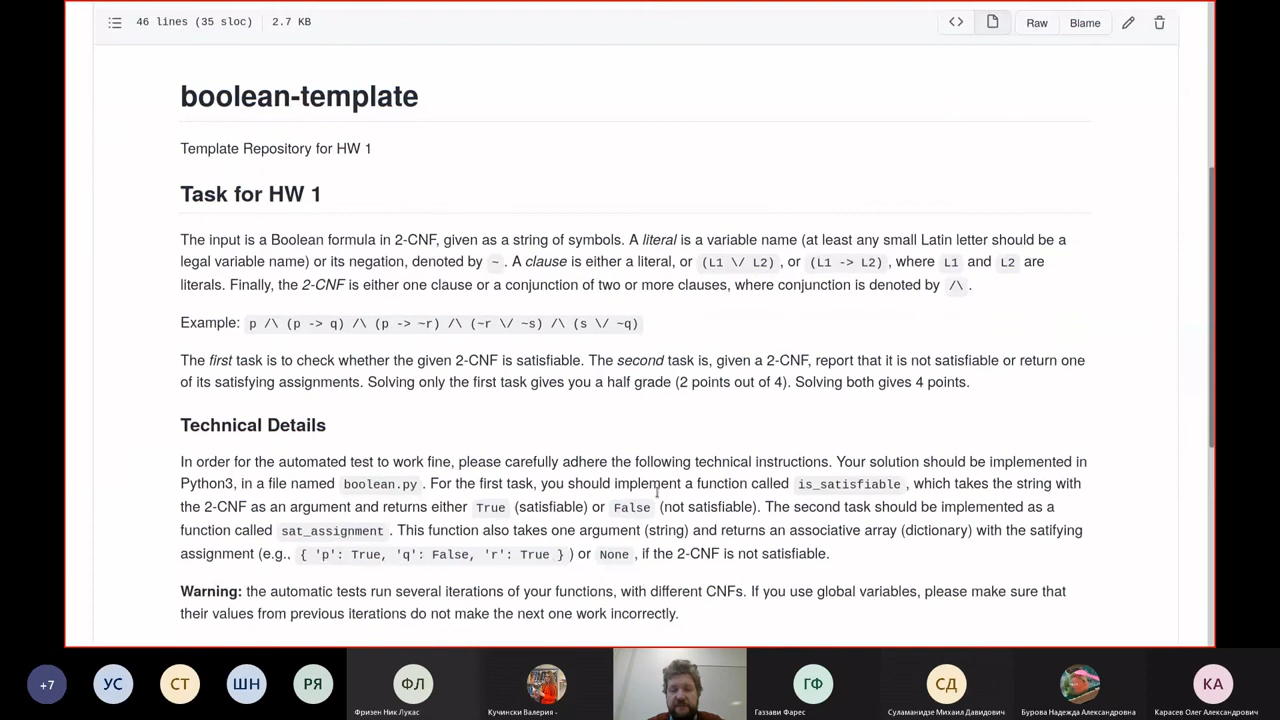 46 lines (35 sloc) 2.7 KB
Raw Blame
boolean-template
Template Repository for HW 1
Task for HW 1
The input is a Boolean formula in 2-CNF, given as a string of symbols. A literal is a variable name (at least any small Latin letter should be a
legal variable name) or its negation, denoted by ~ . A clause is either a literal, or (L1 \/ L2) , or (L1 -> L2) , where L1 and L2 are
literals. Finally, the 2-CNF is either one clause or a conjunction of two or more clauses, where conjunction is denoted by /\ .
Example: p /\ (p -> q) /\ (p -> ~r) /\ (~r \/ ~s) /\ (s \/ ~q)
The first task is to check whether the given 2-CNF is satisfiable. The second task is, given a 2-CNF, report that it is not satisfiable or return one
of its satisfying assignments. Solving only the first task gives you a half grade (2 points out of 4). Solving both gives 4 points.
Technical Details
In order for the automated test to work fine, please carefully adhere the following technical instructions. Your solution should be implemented in
Python3, in a file named boolean.py . For the first task, you should implement a function called is_satisfiable , which takes the string with
the 2-CNF as an argument and returns either True (satisfiable) or False (not satisfiable). The second task should be implemented as a
function called sat_assignment . This function also takes one argument (string) and returns an associative array (dictionary) with the satifying
assignment (e.g., { 'p': True, 'q': False, 'r': True } ) or None , if the 2-CNF is not satisfiable.
Warning: the automatic tests run several iterations of your functions, with different CNFs. If you use global variables, please make sure that
their values from previous iterations do not make the next one work incorrectly.
+7 УС СТ ШН РЯ ФЛ ГФ СД КА
Фризен Ник Лукас Кучински Валерия - Газзави Фарес Суламанидзе Михаил Давидович Бурова Надежда Александровна Карасев Олег Александрович